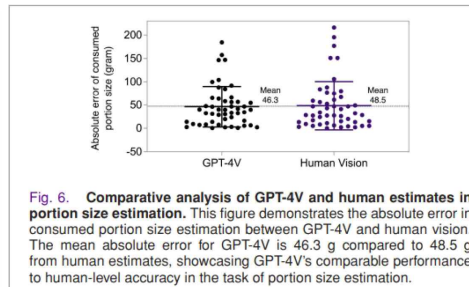 Absolute error of consumed
portion size (gram)
200
150
100
50
0
-50
Mean
46.3
Mean
48.5
GPT-4V
Human Vision
Fig. 6. Comparative analysis of GPT-4V and human estimates in
portion size estimation. This figure demonstrates the absolute error in
consumed portion size estimation between GPT-4V and human vision
The mean absolute error for GPT-4V is 46.3 g compared to 48.5 g
from human estimates, showcasing GPT-4V's comparable performance
to human-level accuracy in the task of portion size estimation.